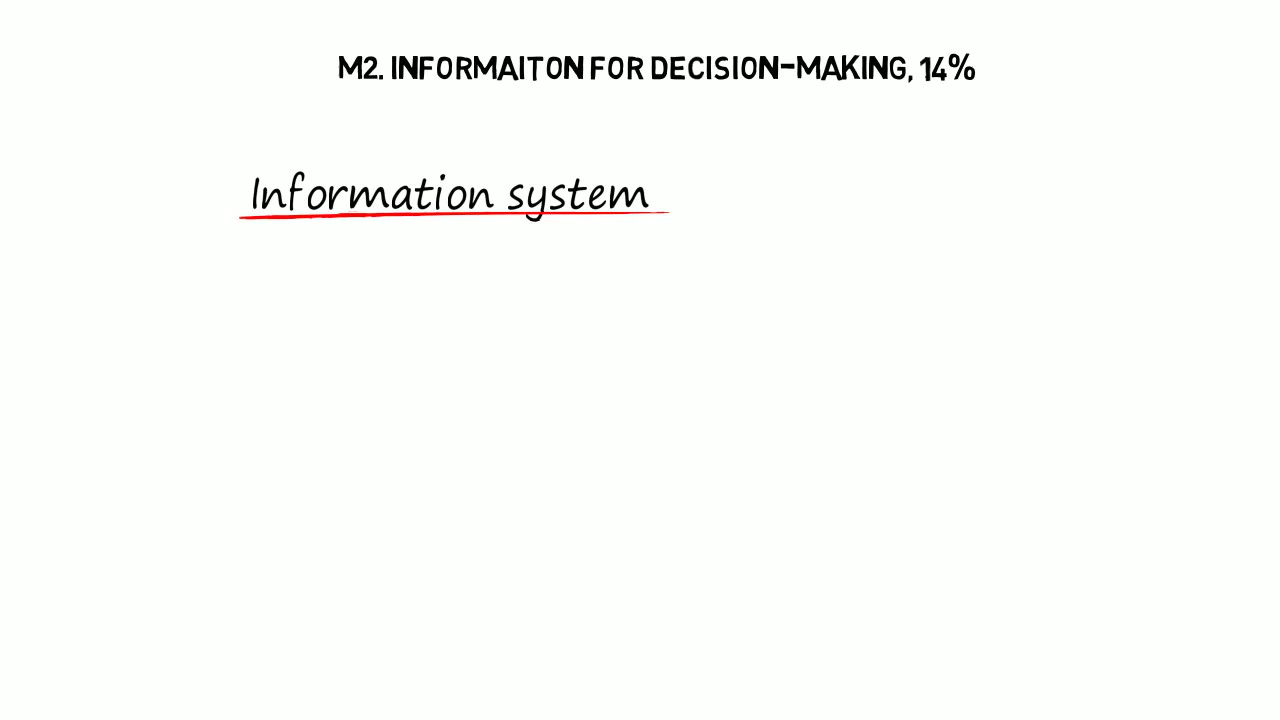 M2. INFORMAITON FOR DECISION-MAKING, 14%
Information system